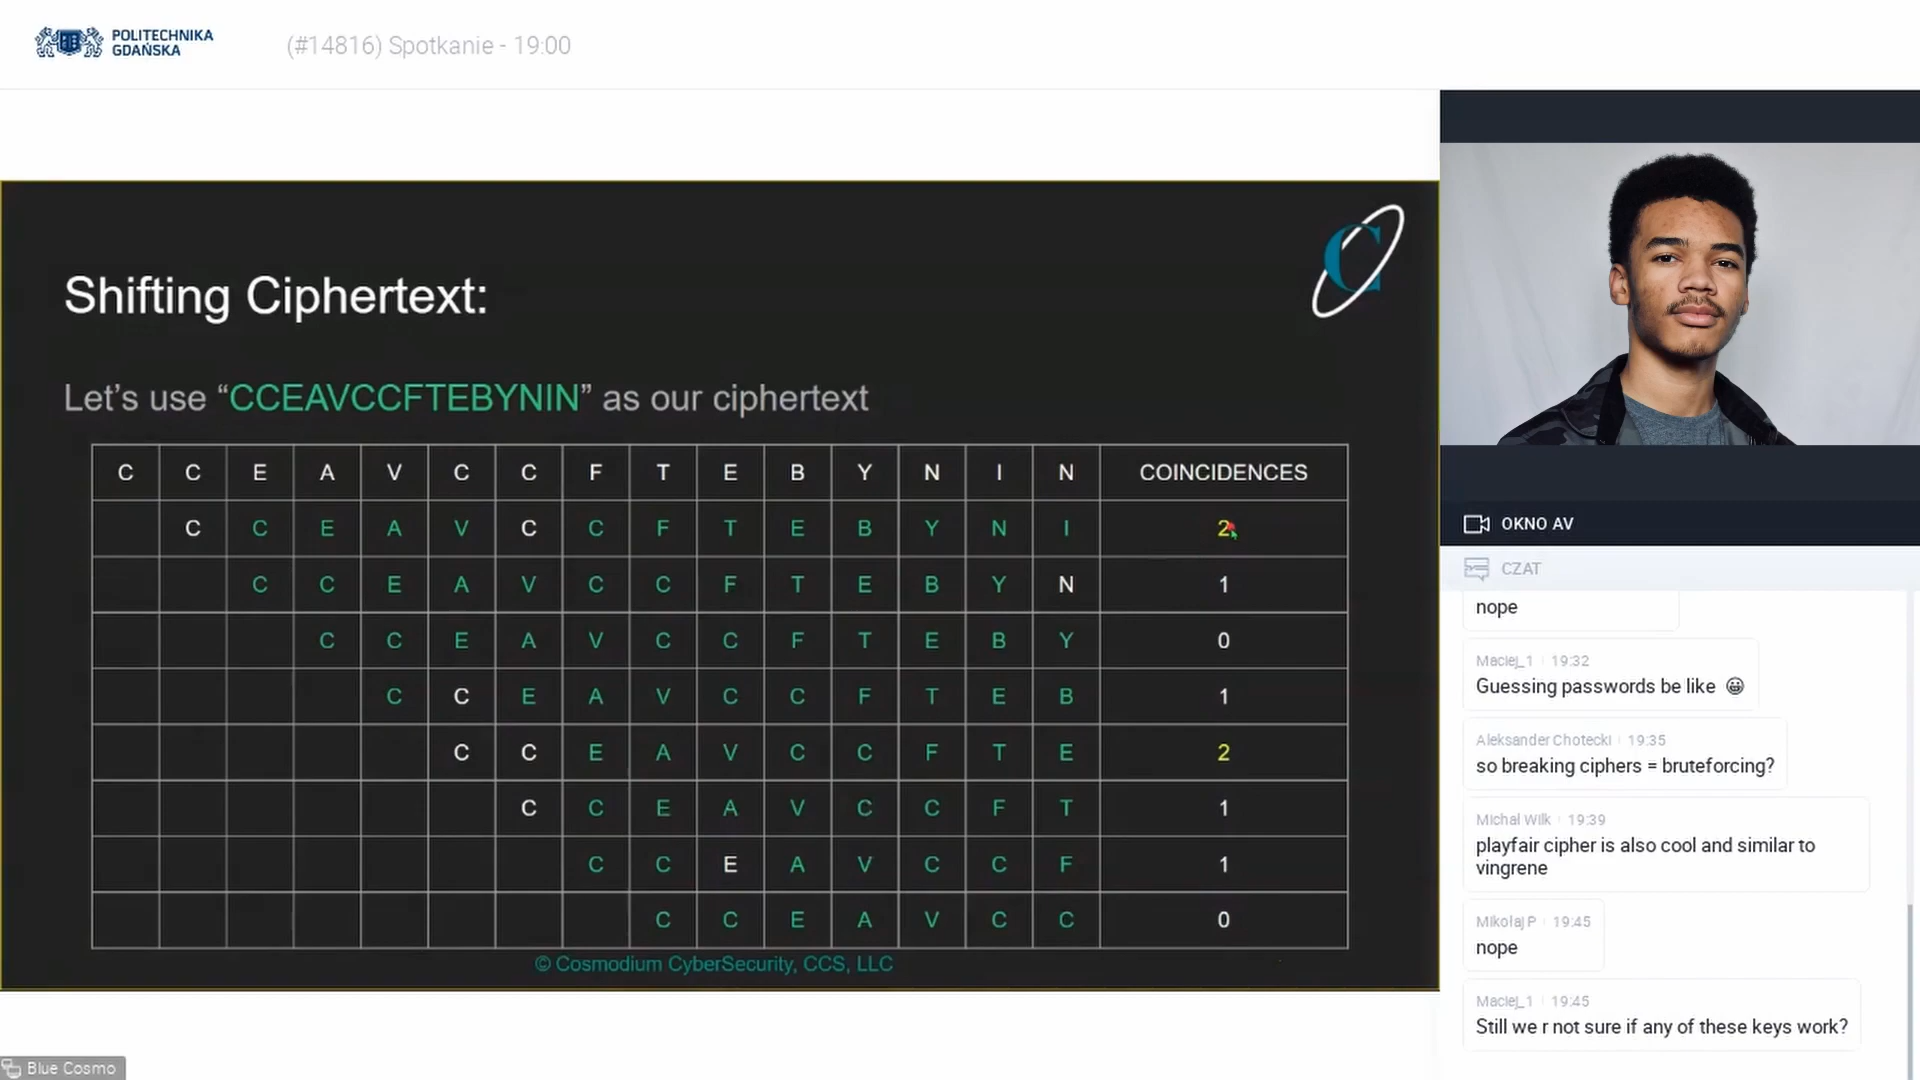 POLITECHNIKA
GDAŃSKA
(#14816) Spotkanie - 19:00
C
Shifting Ciphertext:
Let's use “CCEAVCCFTEBYNIN” as our ciphertext
C C E A V C C F T E B Y N I N COINCIDENCES
C C E A V C C F T E B Y N I 2
C C E A V C C F T E B Y N 1
C C E A V C C F T E B Y 0
C C E A V C C F T E B 1
C C E A V C C F T E 2
C C E A V C C F T 1
C C E A V C C F 1
C C E A V C C 0
© Cosmodium CyberSecurity, CCS, LLC
Blue Cosmo
OKNO AV
CZAT
nope
Maciej_1 19:32
Guessing passwords be like 😀
Aleksander Chotecki 19:35
so breaking ciphers = bruteforcing?
Michal Wilk 19:39
playfair cipher is also cool and similar to
vingrene
Mikołaj P 19:45
nope
Maciej_1 19:45
Still we r not sure if any of these keys work?